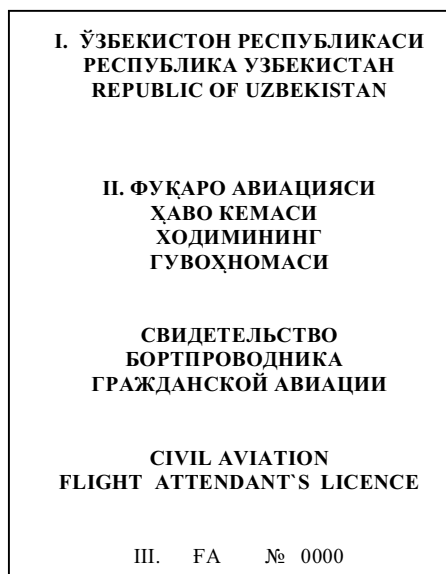 I. ЎЗБЕКИСТОН РЕСПУБЛИКАСИ
РЕСПУБЛИКА УЗБЕКИСТАН
REPUBLIC OF UZBEKISTAN
II. ФУҚАРО АВИАЦИЯСИ
ҲАВО КЕМАСИ
ХОДИМИНИНГ
ГУВОҲНОМАСИ
СВИДЕТЕЛЬСТВО
БОРТПРОВОДНИКА
ГРАЖДАНСКОЙ АВИАЦИИ
CIVIL AVIATION
FLIGHT ATTENDANT`S LICENCE
III. FA № 0000